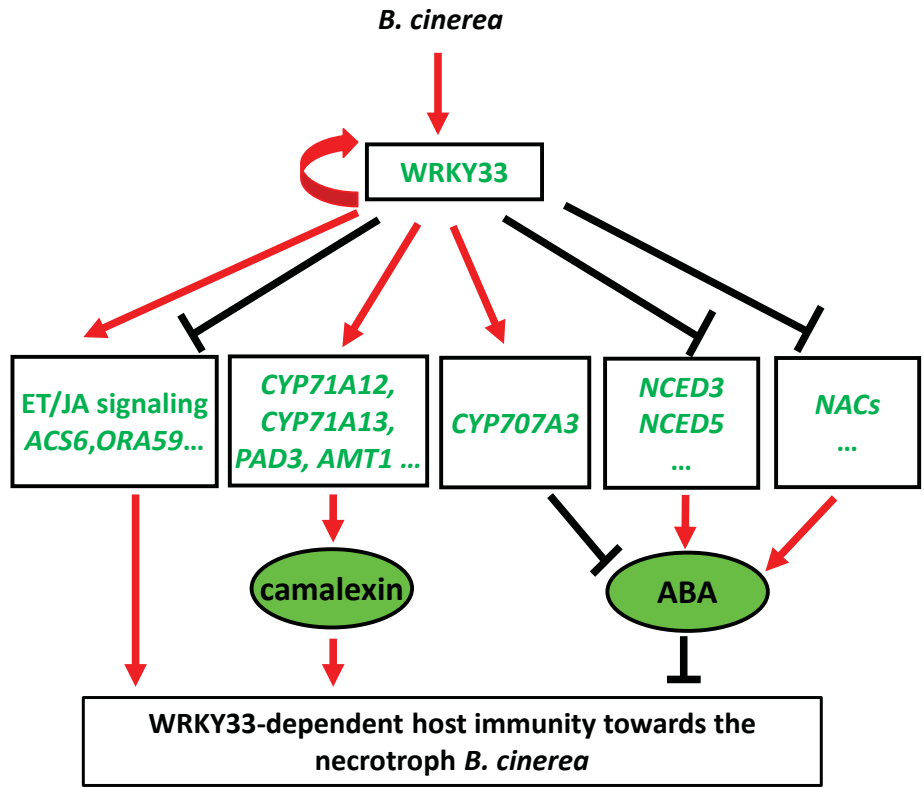 B. cinerea
WRKY33
ET/JA signaling
ACS6,ORA59...
CYP71A12,
CYP71A13,
PAD3, AMT1 ...
CYP707A3
NCED3
NCED5
...
NACs
...
camalexin
ABA
WRKY33-dependent host immunity towards the
necrotroph B. cinerea